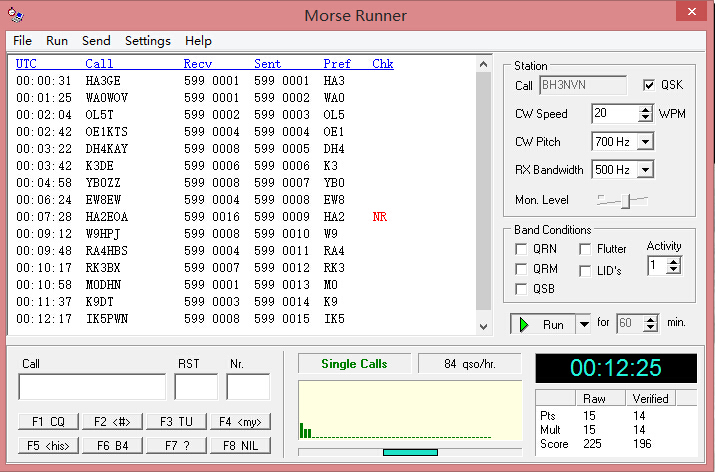 Morse Runner
File Run Send Settings Help
UTC Call Recv Sent Pref Chk
00:00:31 HA3GE 599 0001 599 0001 HA3
00:01:25 WA0WOV 599 0001 599 0002 WA0
00:02:04 OL5T 599 0002 599 0003 OL5
00:02:42 OE1KTS 599 0004 599 0004 OE1
00:03:22 DH4KAY 599 0008 599 0005 DH4
00:03:42 K3DE 599 0006 599 0006 K3
00:04:58 YB0ZZ 599 0008 599 0007 YB0
00:06:24 EW8EW 599 0004 599 0008 EW8
00:07:28 HA2EOA 599 0016 599 0009 HA2 NR
00:09:12 W9HPJ 599 0008 599 0010 W9
00:09:48 RA4HBS 599 0004 599 0011 RA4
00:10:17 RK3BX 599 0007 599 0012 RK3
00:10:58 M0DHN 599 0001 599 0013 M0
00:11:37 K9DT 599 0003 599 0014 K9
00:12:17 IK5PWN 599 0008 599 0015 IK5
Station
Call BH3NVN QSK
CW Speed 20 WPM
CW Pitch 700 Hz
RX Bandwidth 500 Hz
Mon. Level
Band Conditions
QRN Flutter Activity
QRM LID's 1
QSB
Run for 60 min.
Call RST Nr.
F1 CQ F2 <#> F3 TU F4 <my>
F5 <his> F6 B4 F7 ? F8 NIL
Single Calls 84 qso/hr.
00:12:25
Raw Verified
Pts 15 14
Mult 15 14
Score 225 196